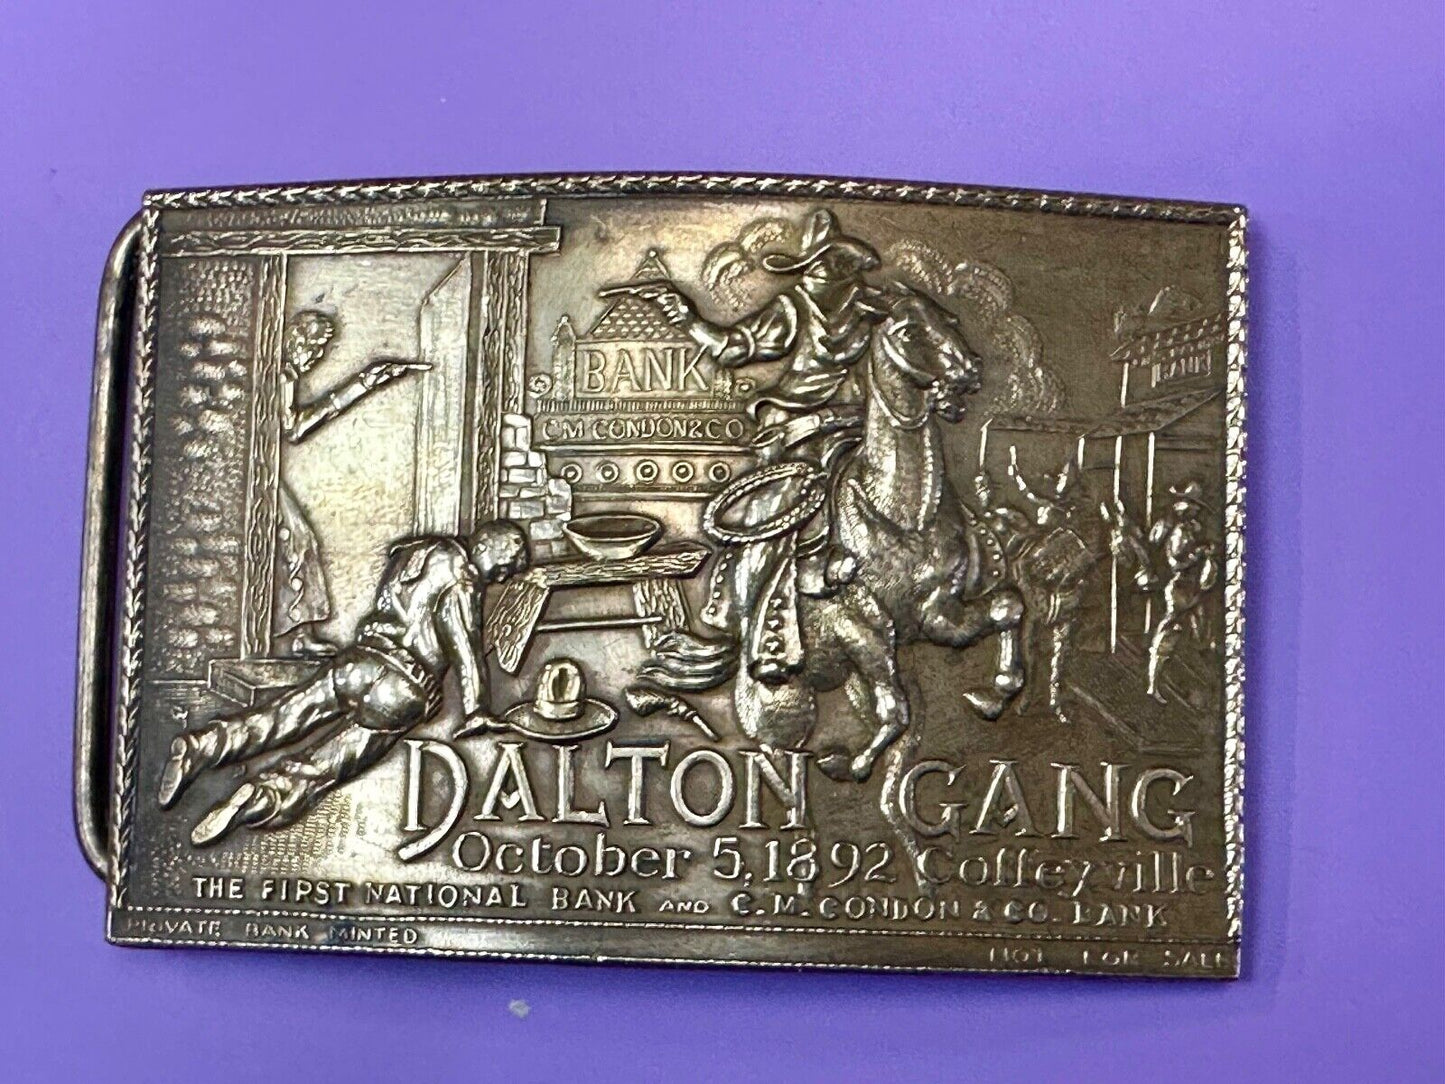 BANK
C M CONDON & CO
BANK
DALTON GANG
October 5, 1892 Coffeyville
THE FIRST NATIONAL BANK AND C. M. CONDON & CO. BANK
PRIVATE BANK MINTED
NOT FOR SALE